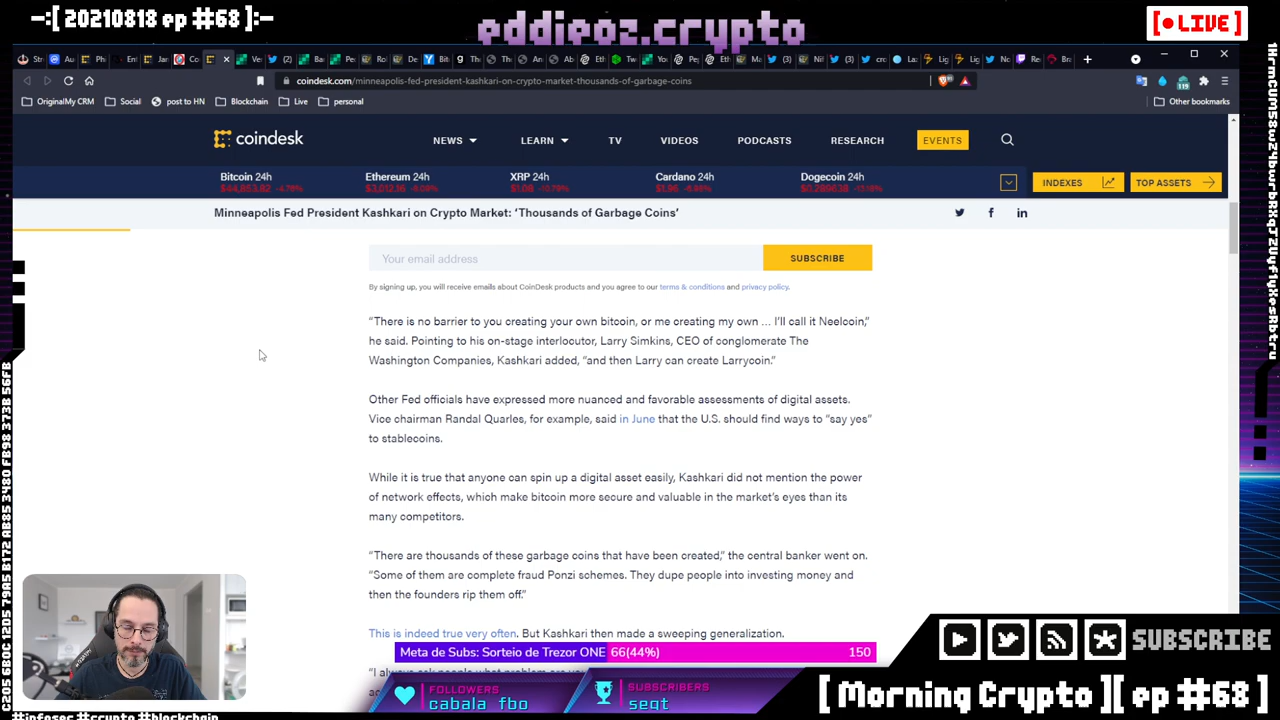 -:[ 20210818 ep #68 ]:-
eddieoz.crypto
[ LIVE ]
coindesk.com/minneapolis-fed-president-kashkari-on-crypto-market-thousands-of-garbage-coins
OriginalMy CRM
Social
post to HN
Blockchain
Live
personal
Other bookmarks
coindesk
NEWS
LEARN
TV
VIDEOS
PODCASTS
RESEARCH
EVENTS
Bitcoin 24h
Ethereum 24h
XRP 24h
Cardano 24h
Dogecoin 24h
INDEXES
TOP ASSETS
Minneapolis Fed President Kashkari on Crypto Market: ‘Thousands of Garbage Coins’
Your email address
SUBSCRIBE
By signing up, you will receive emails about CoinDesk products and you agree to our terms & conditions and privacy policy.
“There is no barrier to you creating your own bitcoin, or me creating my own … I’ll call it Neelcoin,”
he said. Pointing to his on-stage interlocutor, Larry Simkins, CEO of conglomerate The
Washington Companies, Kashkari added, “and then Larry can create Larrycoin.”
Other Fed officials have expressed more nuanced and favorable assessments of digital assets.
Vice chairman Randal Quarles, for example, said in June that the U.S. should find ways to “say yes”
to stablecoins.
While it is true that anyone can spin up a digital asset easily, Kashkari did not mention the power
of network effects, which make bitcoin more secure and valuable in the market’s eyes than its
many competitors.
“There are thousands of these garbage coins that have been created,” the central banker went on.
“Some of them are complete fraud Ponzi schemes. They dupe people into investing money and
then the founders rip them off.”
This is indeed true very often. But Kashkari then made a sweeping generalization.
Meta de Subs: Sorteio de Trezor ONE 66(44%) 150
FOLLOWERS
cabala_fbo
SUBSCRIBERS
seqt
SUBSCRIBE
[ Morning Crypto ][ ep #68 ]
#infosec #crypto #blockchain